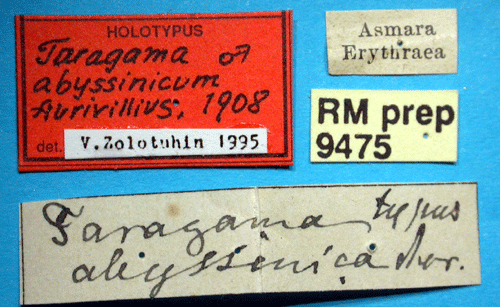 HOLOTYPUS
Taragama ♂
abyssinicum
Aurivillius, 1908
det. V.Zolotuhin 1995
Asmara
Erythraea
RM prep
9475
Taragama typus
abyssinica Aur.